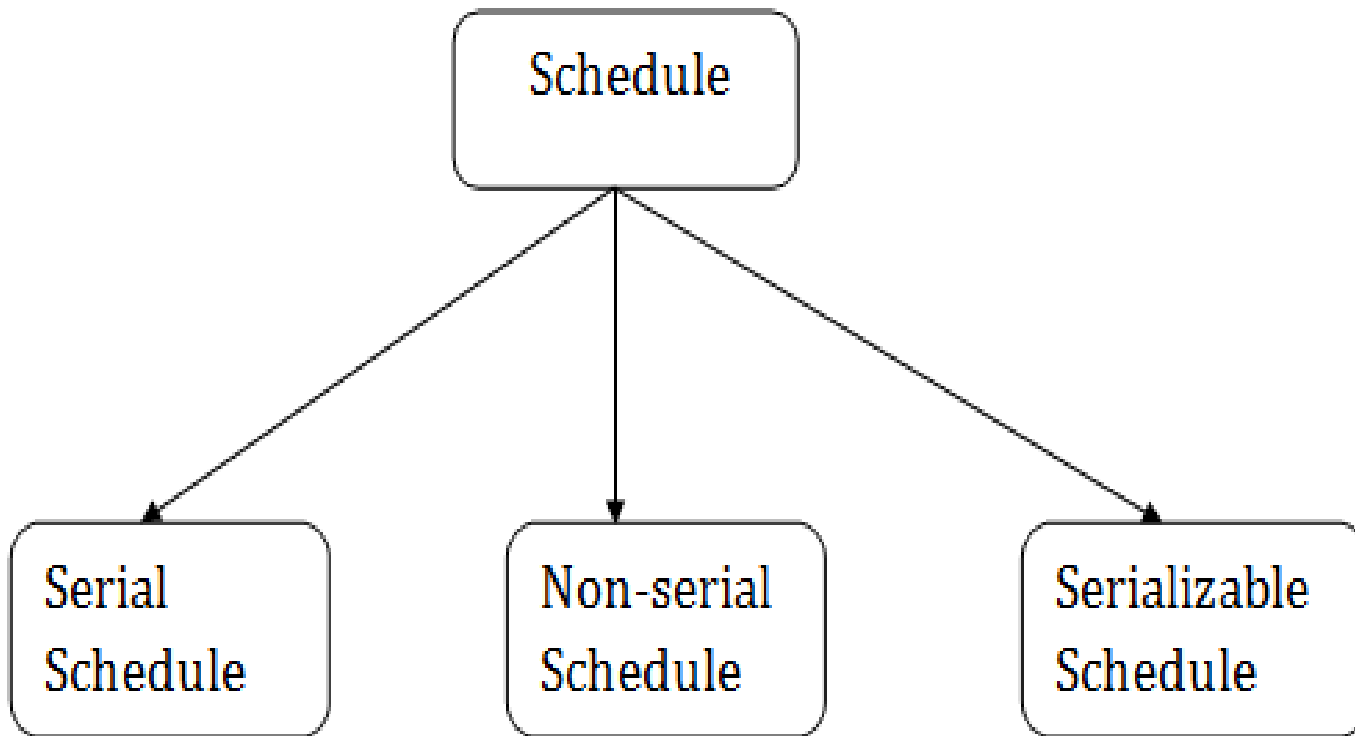 Schedule
Serial
Schedule
Non-serial
Schedule
Serializable
Schedule